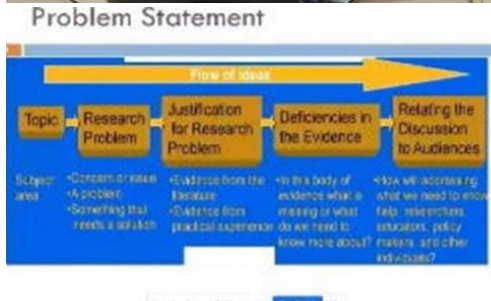 Problem Statement
Flow of Ideas
Topic
Research
Problem
Justification
for Research
Problem
Deficiencies in
the Evidence
Relating the
Discussion
to Audiences
Subject
area
•Concern or issue
•A problem
•Something that
needs a solution
•Evidence from the
literature
•Evidence from
practical experience
•In this body of
evidence what is
missing or what
do we need to
know more about?
•How will addressing
what we need to know
help researchers,
educators, policy
makers, and other
individuals?